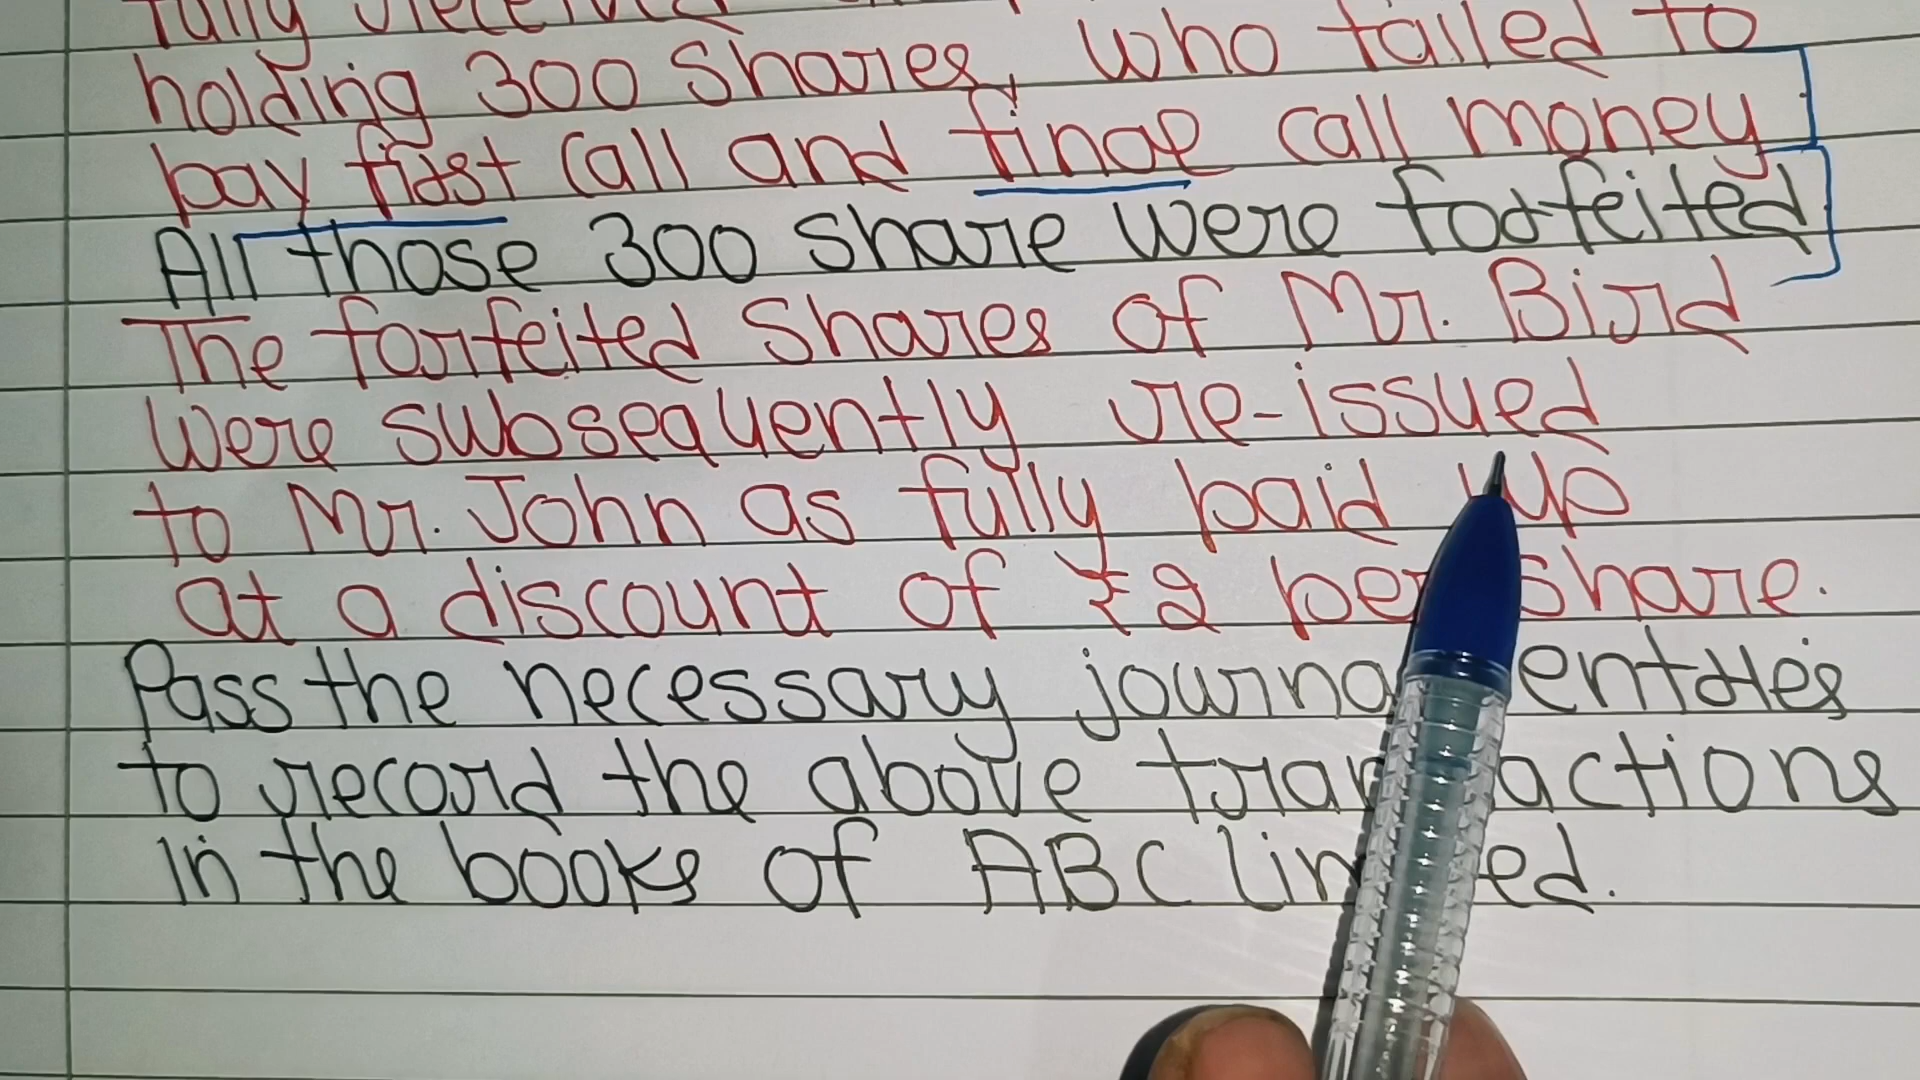 fully received
holding 300 Shares, who failed to
pay first Call and final call money
All those 300 share were forfeited
The forfeited Shares of Mr. Bird
were subsequently re-issued
to Mr. John as fully paid up
at a discount of ₹2 per share.
Pass the necessary journal entries
to record the above transactions
in the books of ABC limited.